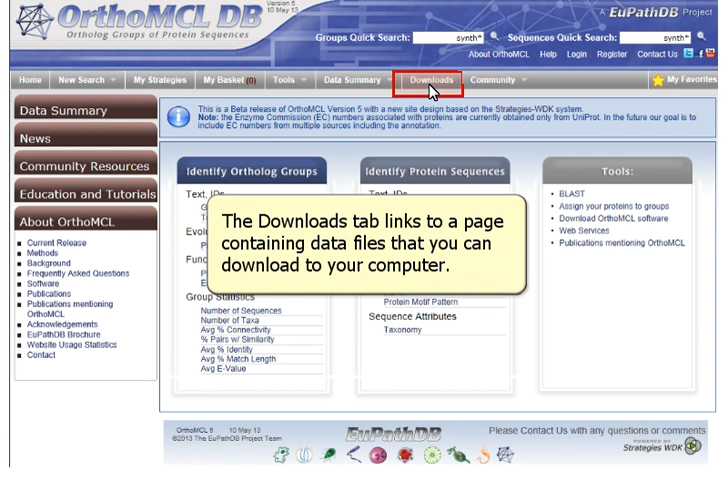 Version 5
10 May 13
A EuPathDB Project
OrthoMCL DB
Ortholog Groups of Protein Sequences
Groups Quick Search: synth* Sequences Quick Search: synth*
About OrthoMCL Help Login Register Contact Us
Home New Search My Strategies My Basket (0) Tools Data Summary Downloads Community My Favorites
Data Summary
News
Community Resources
Education and Tutorials
About OrthoMCL
Current Release
Methods
Background
Frequently Asked Questions
Software
Publications
Publications mentioning
OrthoMCL
Acknowledgements
EuPathDB Brochure
Website Usage Statistics
Contact
This is a Beta release of OrthoMCL Version 5 with a new site design based on the Strategies-WDK system.
Note: the Enzyme Commission (EC) numbers associated with proteins are currently obtained only from UniProt. In the future our goal is to
include EC numbers from multiple sources including the annotation.
Identify Ortholog Groups
Text, IDs
Group Statistics
Number of Sequences
Number of Taxa
Avg % Connectivity
% Pairs w/ Similarity
Avg % Identity
Avg % Match Length
Avg E-Value
Identify Protein Sequences
Text, IDs
Protein Motif Pattern
Sequence Attributes
Taxonomy
Tools:
BLAST
Assign your proteins to groups
Download OrthoMCL software
Web Services
Publications mentioning OrthoMCL
The Downloads tab links to a page
containing data files that you can
download to your computer.
OrthoMCL 5 10 May 13
©2013 The EuPathDB Project Team
EuPathDB
Please Contact Us with any questions or comments
POWERED BY
Strategies WDK